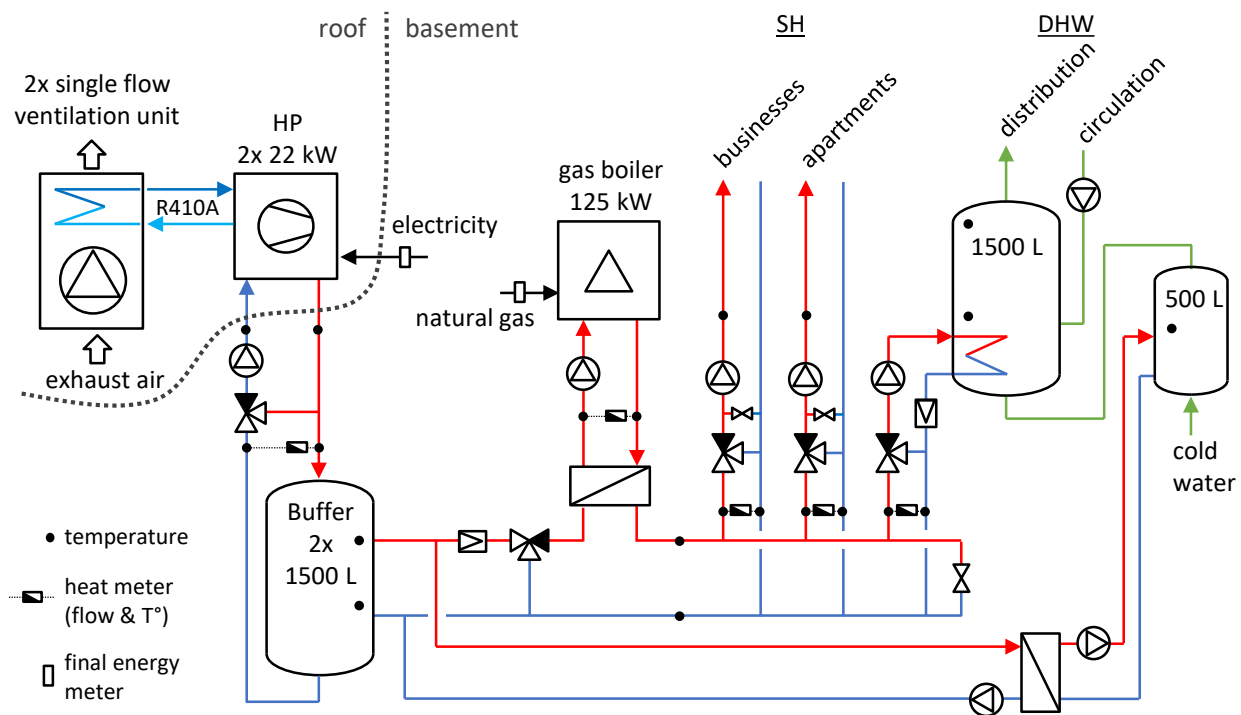 roof
basement
SH
DHW
2x single flow
ventilation unit
HP
2x 22 kW
gas boiler
125 kW
businesses
apartments
distribution
circulation
R410A
electricity
natural gas
exhaust air
1500 L
500 L
cold
water
Buffer
2x
1500 L
temperature
heat meter
(flow & T°)
final energy
meter